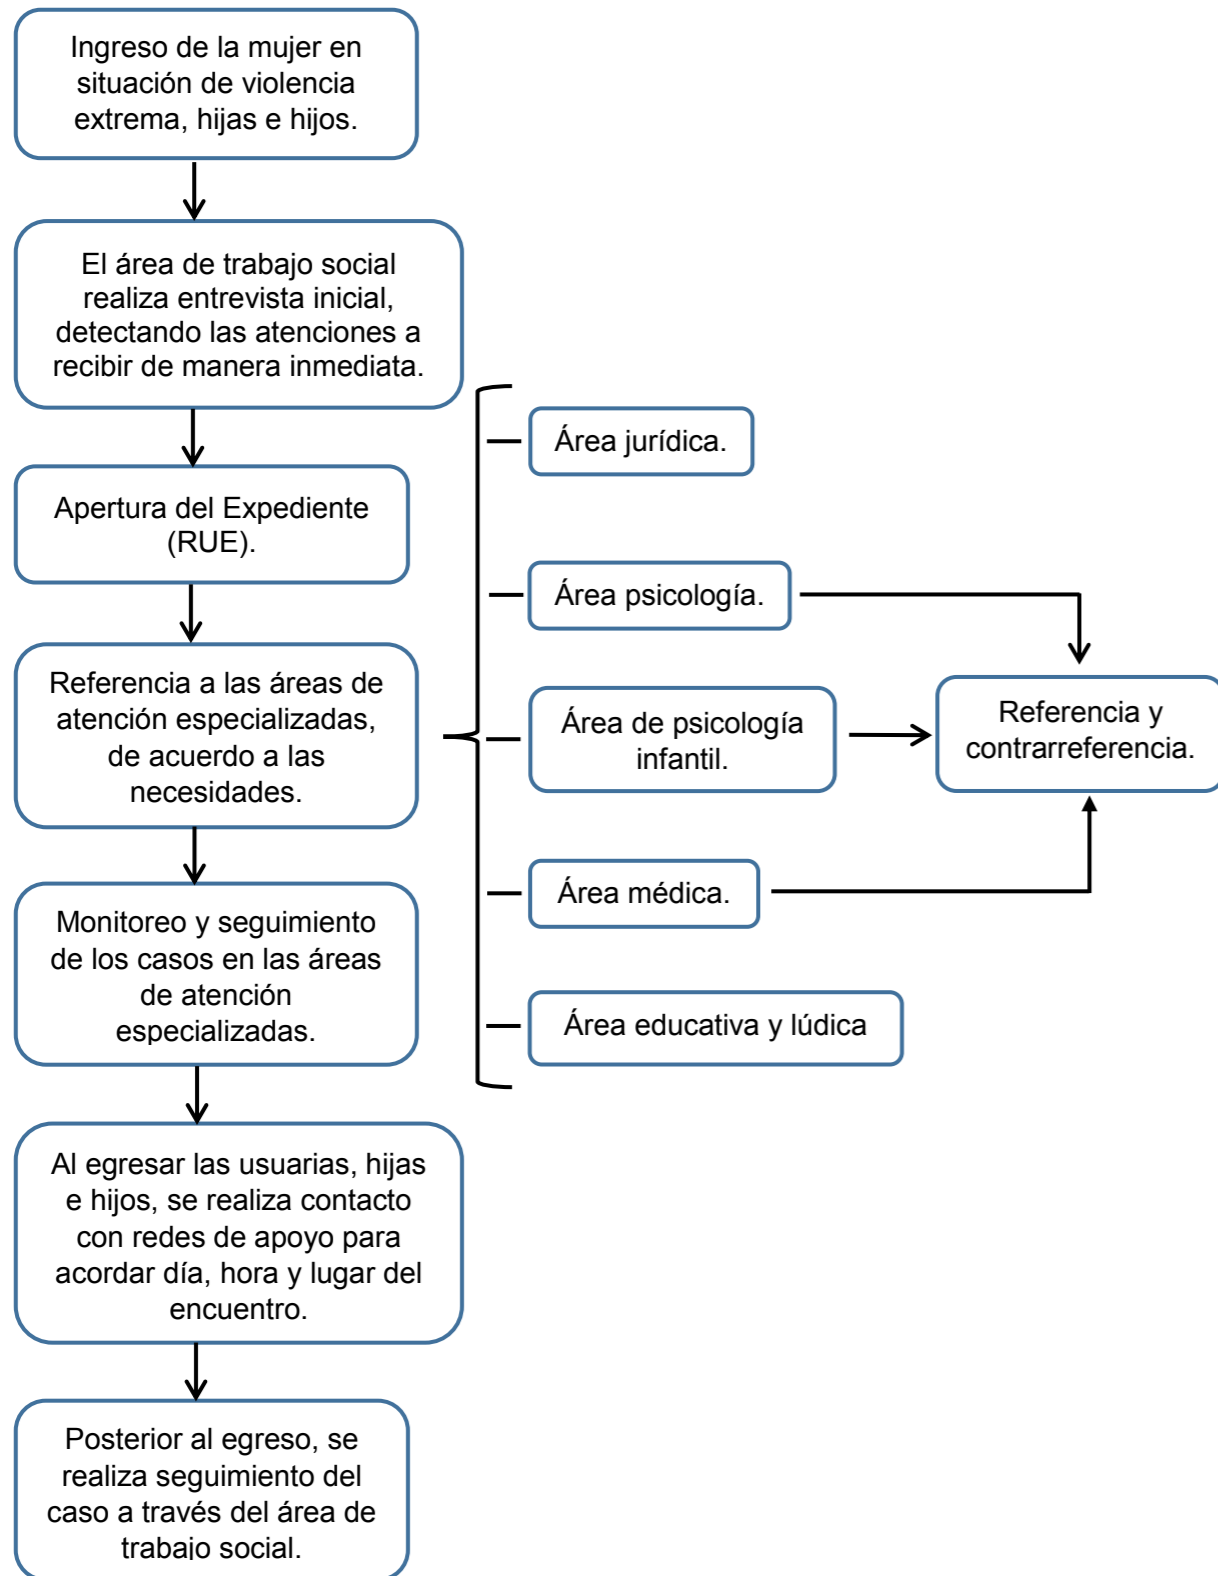 Ingreso de la mujer en
situación de violencia
extrema, hijas e hijos.
El área de trabajo social
realiza entrevista inicial,
detectando las atenciones a
recibir de manera inmediata.
Apertura del Expediente
(RUE).
Referencia a las áreas de
atención especializadas,
de acuerdo a las
necesidades.
Área jurídica.
Área psicología.
Área de psicología
infantil.
Área médica.
Área educativa y lúdica
Referencia y
contrarreferencia.
Monitoreo y seguimiento
de los casos en las áreas
de atención
especializadas.
Al egresar las usuarias, hijas
e hijos, se realiza contacto
con redes de apoyo para
acordar día, hora y lugar del
encuentro.
Posterior al egreso, se
realiza seguimiento del
caso a través del área de
trabajo social.